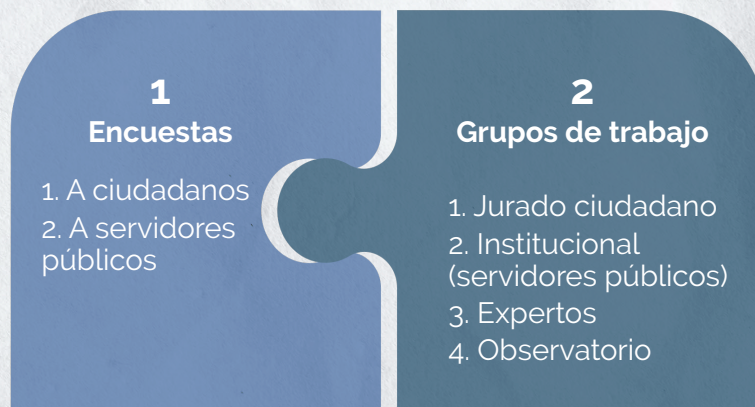 1
Encuestas
1. A ciudadanos
2. A servidores
públicos
2
Grupos de trabajo
1. Jurado ciudadano
2. Institucional
(servidores públicos)
3. Expertos
4. Observatorio